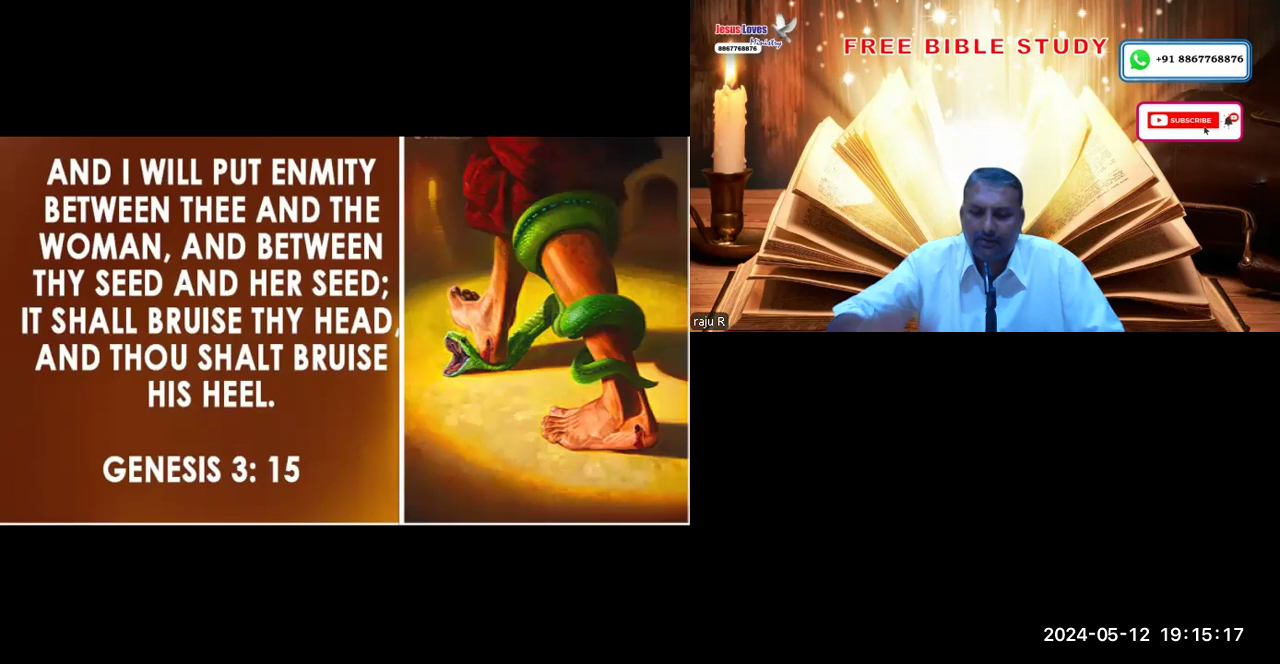 AND I WILL PUT ENMITY
BETWEEN THEE AND THE
WOMAN, AND BETWEEN
THY SEED AND HER SEED;
IT SHALL BRUISE THY HEAD,
AND THOU SHALT BRUISE
HIS HEEL.
GENESIS 3: 15
Jesus Loves
Ministry
8867768876
FREE BIBLE STUDY
+91 8867768876
SUBSCRIBE
raju R
2024-05-12 19:15:17